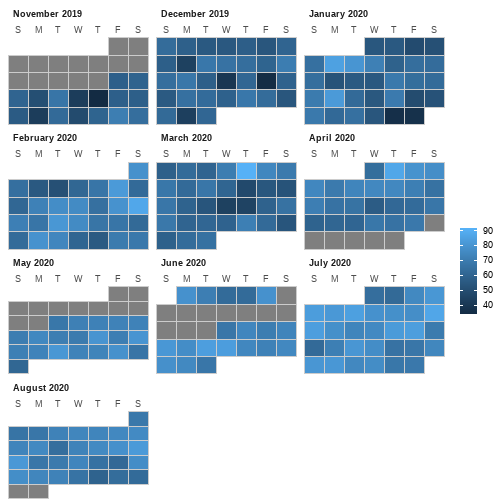 November 2019 December 2019 January 2020
S M T W T F S S M T W T F S S M T W T F S
February 2020 March 2020 April 2020
S M T W T F S S M T W T F S S M T W T F S
90
80
70
60
50
40
May 2020 June 2020 July 2020
S M T W T F S S M T W T F S S M T W T F S
August 2020
S M T W T F S